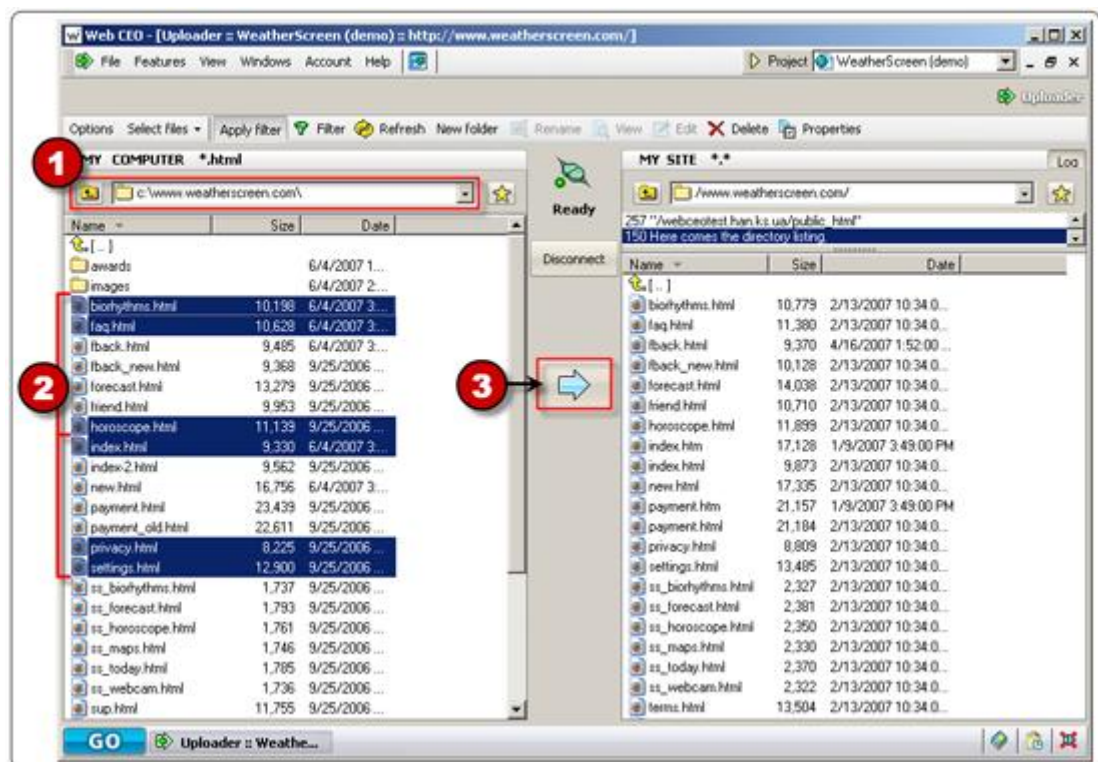 Web CEO - [Uploader :: WeatherScreen (demo) :: http://www.weatherscreen.com/]
File Features View Windows Account Help Project WeatherScreen (demo)
Uploader
Options Select files Apply filter Filter Refresh New folder Rename View Edit Delete Properties
1
MY COMPUTER *.html
c:\www.weatherscreen.com\
Name Size Date
[ .. ]
awards 6/4/2007 1...
images 6/4/2007 2:...
biorhythms.html 10,198 6/4/2007 3:...
faq.html 10,628 6/4/2007 3:...
fback.html 9,485 6/4/2007 3:...
fback_new.html 9,368 9/25/2006 ...
forecast.html 13,279 9/25/2006 ...
friend.html 9,953 9/25/2006 ...
horoscope.html 11,139 9/25/2006 ...
index.html 9,330 6/4/2007 3:...
index-2.html 9,562 9/25/2006 ...
new.html 16,756 6/4/2007 3:...
payment.html 23,439 9/25/2006 ...
payment_old.html 22,611 9/25/2006 ...
privacy.html 8,225 9/25/2006 ...
settings.html 12,900 9/25/2006 ...
ss_biorhythms.html 1,737 9/25/2006 ...
ss_forecast.html 1,793 9/25/2006 ...
ss_horoscope.html 1,761 9/25/2006 ...
ss_maps.html 1,746 9/25/2006 ...
ss_today.html 1,785 9/25/2006 ...
ss_webcam.html 1,736 9/25/2006 ...
sup.html 11,755 9/25/2006 ...
2
Ready
Disconnect
3
MY SITE *.*
Log
/www.weatherscreen.com/
257 "/webceotest.han.ks.ua/public_html"
150 Here comes the directory listing.
Name Size Date
[ .. ]
biorhythms.html 10,779 2/13/2007 10:34:0...
faq.html 11,380 2/13/2007 10:34:0...
fback.html 9,370 4/16/2007 1:52:00 ...
fback_new.html 10,128 2/13/2007 10:34:0...
forecast.html 14,038 2/13/2007 10:34:0...
friend.html 10,710 2/13/2007 10:34:0...
horoscope.html 11,899 2/13/2007 10:34:0...
index.htm 17,128 1/9/2007 3:49:00 PM
index.html 9,873 2/13/2007 10:34:0...
new.html 17,335 2/13/2007 10:34:0...
payment.htm 21,157 1/9/2007 3:49:00 PM
payment.html 21,184 2/13/2007 10:34:0...
privacy.html 8,809 2/13/2007 10:34:0...
settings.html 13,485 2/13/2007 10:34:0...
ss_biorhythms.html 2,327 2/13/2007 10:34:0...
ss_forecast.html 2,381 2/13/2007 10:34:0...
ss_horoscope.html 2,350 2/13/2007 10:34:0...
ss_maps.html 2,330 2/13/2007 10:34:0...
ss_today.html 2,370 2/13/2007 10:34:0...
ss_webcam.html 2,322 2/13/2007 10:34:0...
terms.html 13,504 2/13/2007 10:34:0...
GO Uploader :: Weathe...